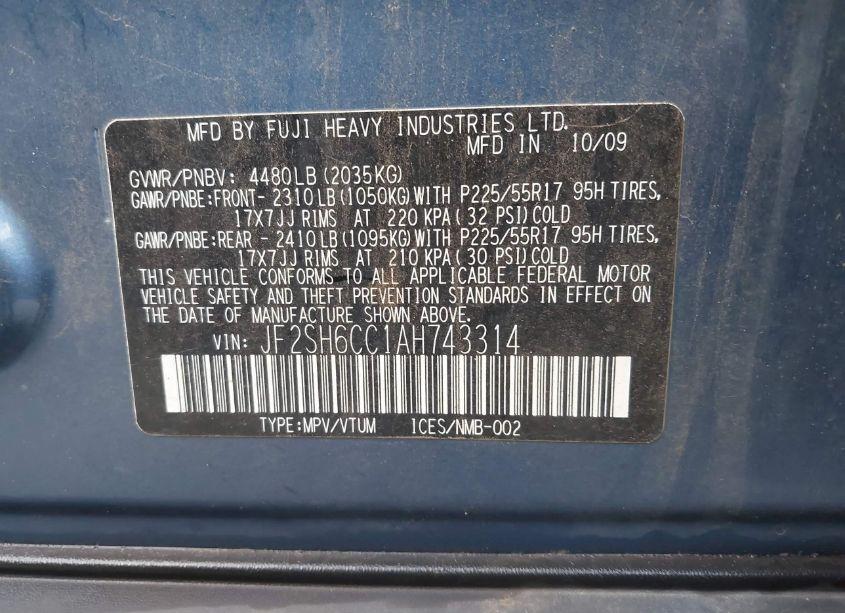 MFD BY FUJI HEAVY INDUSTRIES LTD.
MFD IN 10/09
GVWR/PNBV: 4480LB(2035KG)
GAWR/PNBE:FRONT- 2310LB(1050KG)WITH P225/55R17 95H TIRES,
17X7JJ RIMS AT 220 KPA(32 PSI)COLD
GAWR/PNBE:REAR - 2410LB(1095KG)WITH P225/55R17 95H TIRES,
17X7JJ RIMS AT 210 KPA(30 PSI)COLD
THIS VEHICLE CONFORMS TO ALL APPLICABLE FEDERAL MOTOR
VEHICLE SAFETY AND THEFT PREVENTION STANDARDS IN EFFECT ON
THE DATE OF MANUFACTURE SHOWN ABOVE.
VIN: JF2SH6CC1AH743314
TYPE:MPV/VTUM ICES/NMB-002